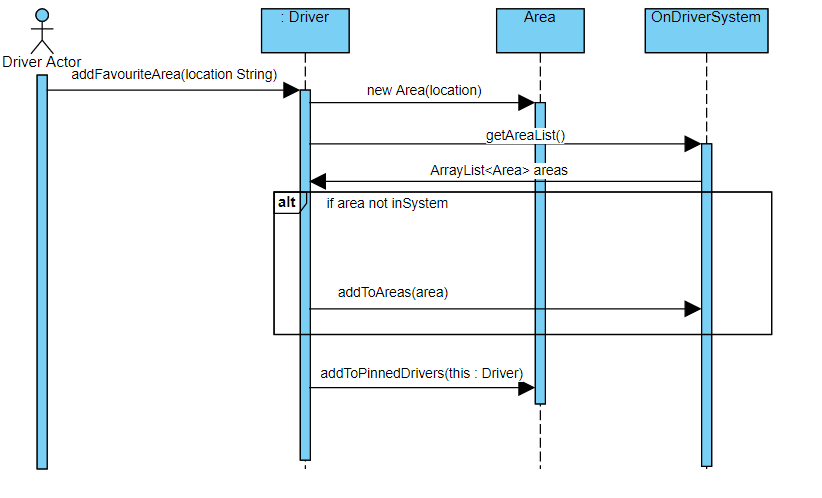 : Driver
Area
OnDriverSystem
Driver Actor
addFavouriteArea(location String)
new Area(location)
getAreaList()
ArrayList<Area> areas
alt
if area not inSystem
addToAreas(area)
addToPinnedDrivers(this : Driver)